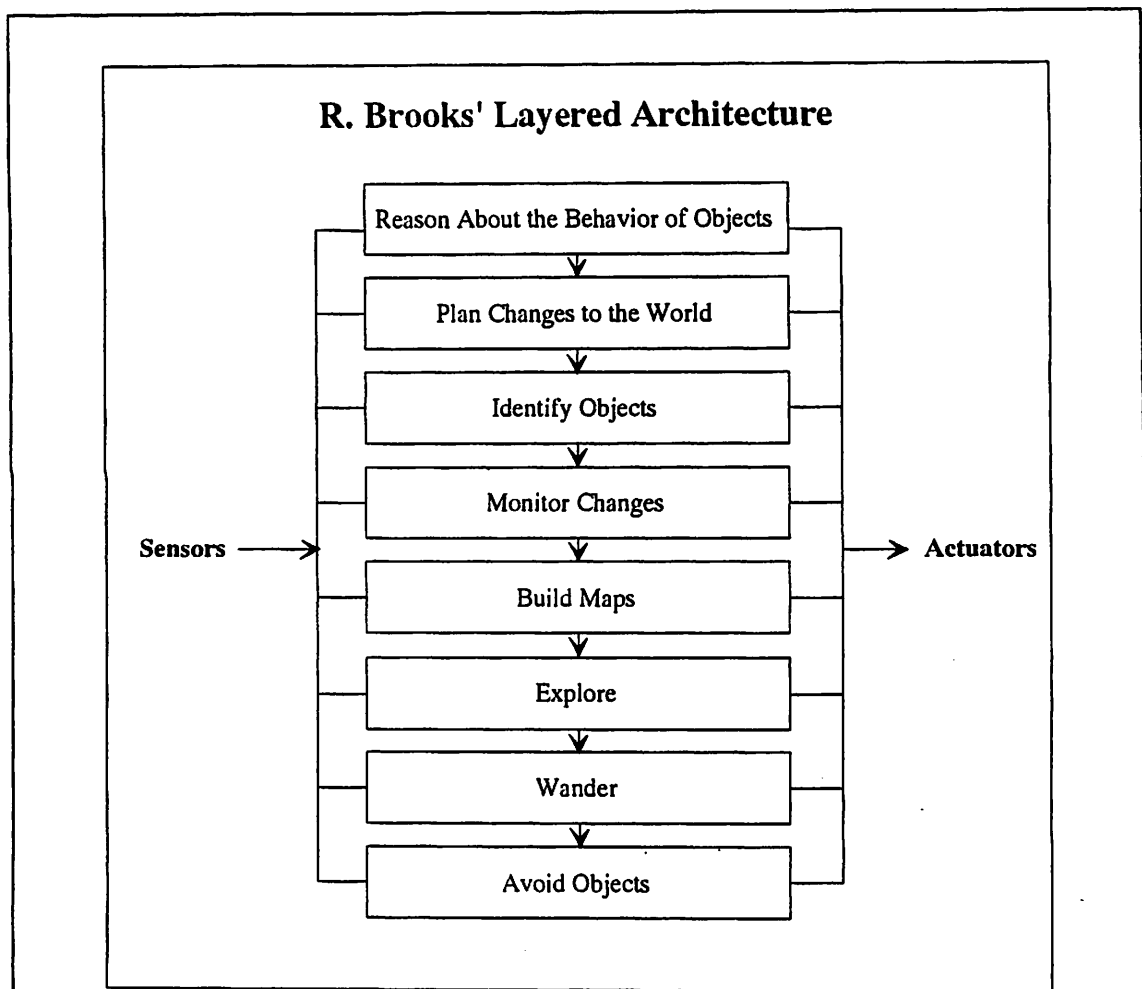 R. Brooks' Layered Architecture
Reason About the Behavior of Objects
Plan Changes to the World
Identify Objects
Monitor Changes
Sensors
Actuators
Build Maps
Explore
Wander
Avoid Objects